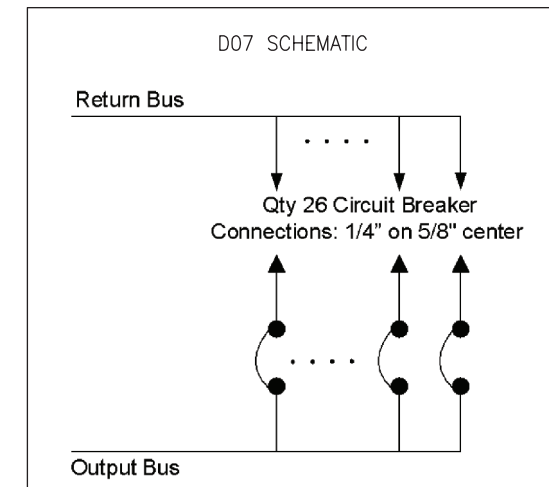 D07 SCHEMATIC
Return Bus
Qty 26 Circuit Breaker
Connections: 1/4" on 5/8" center
Output Bus